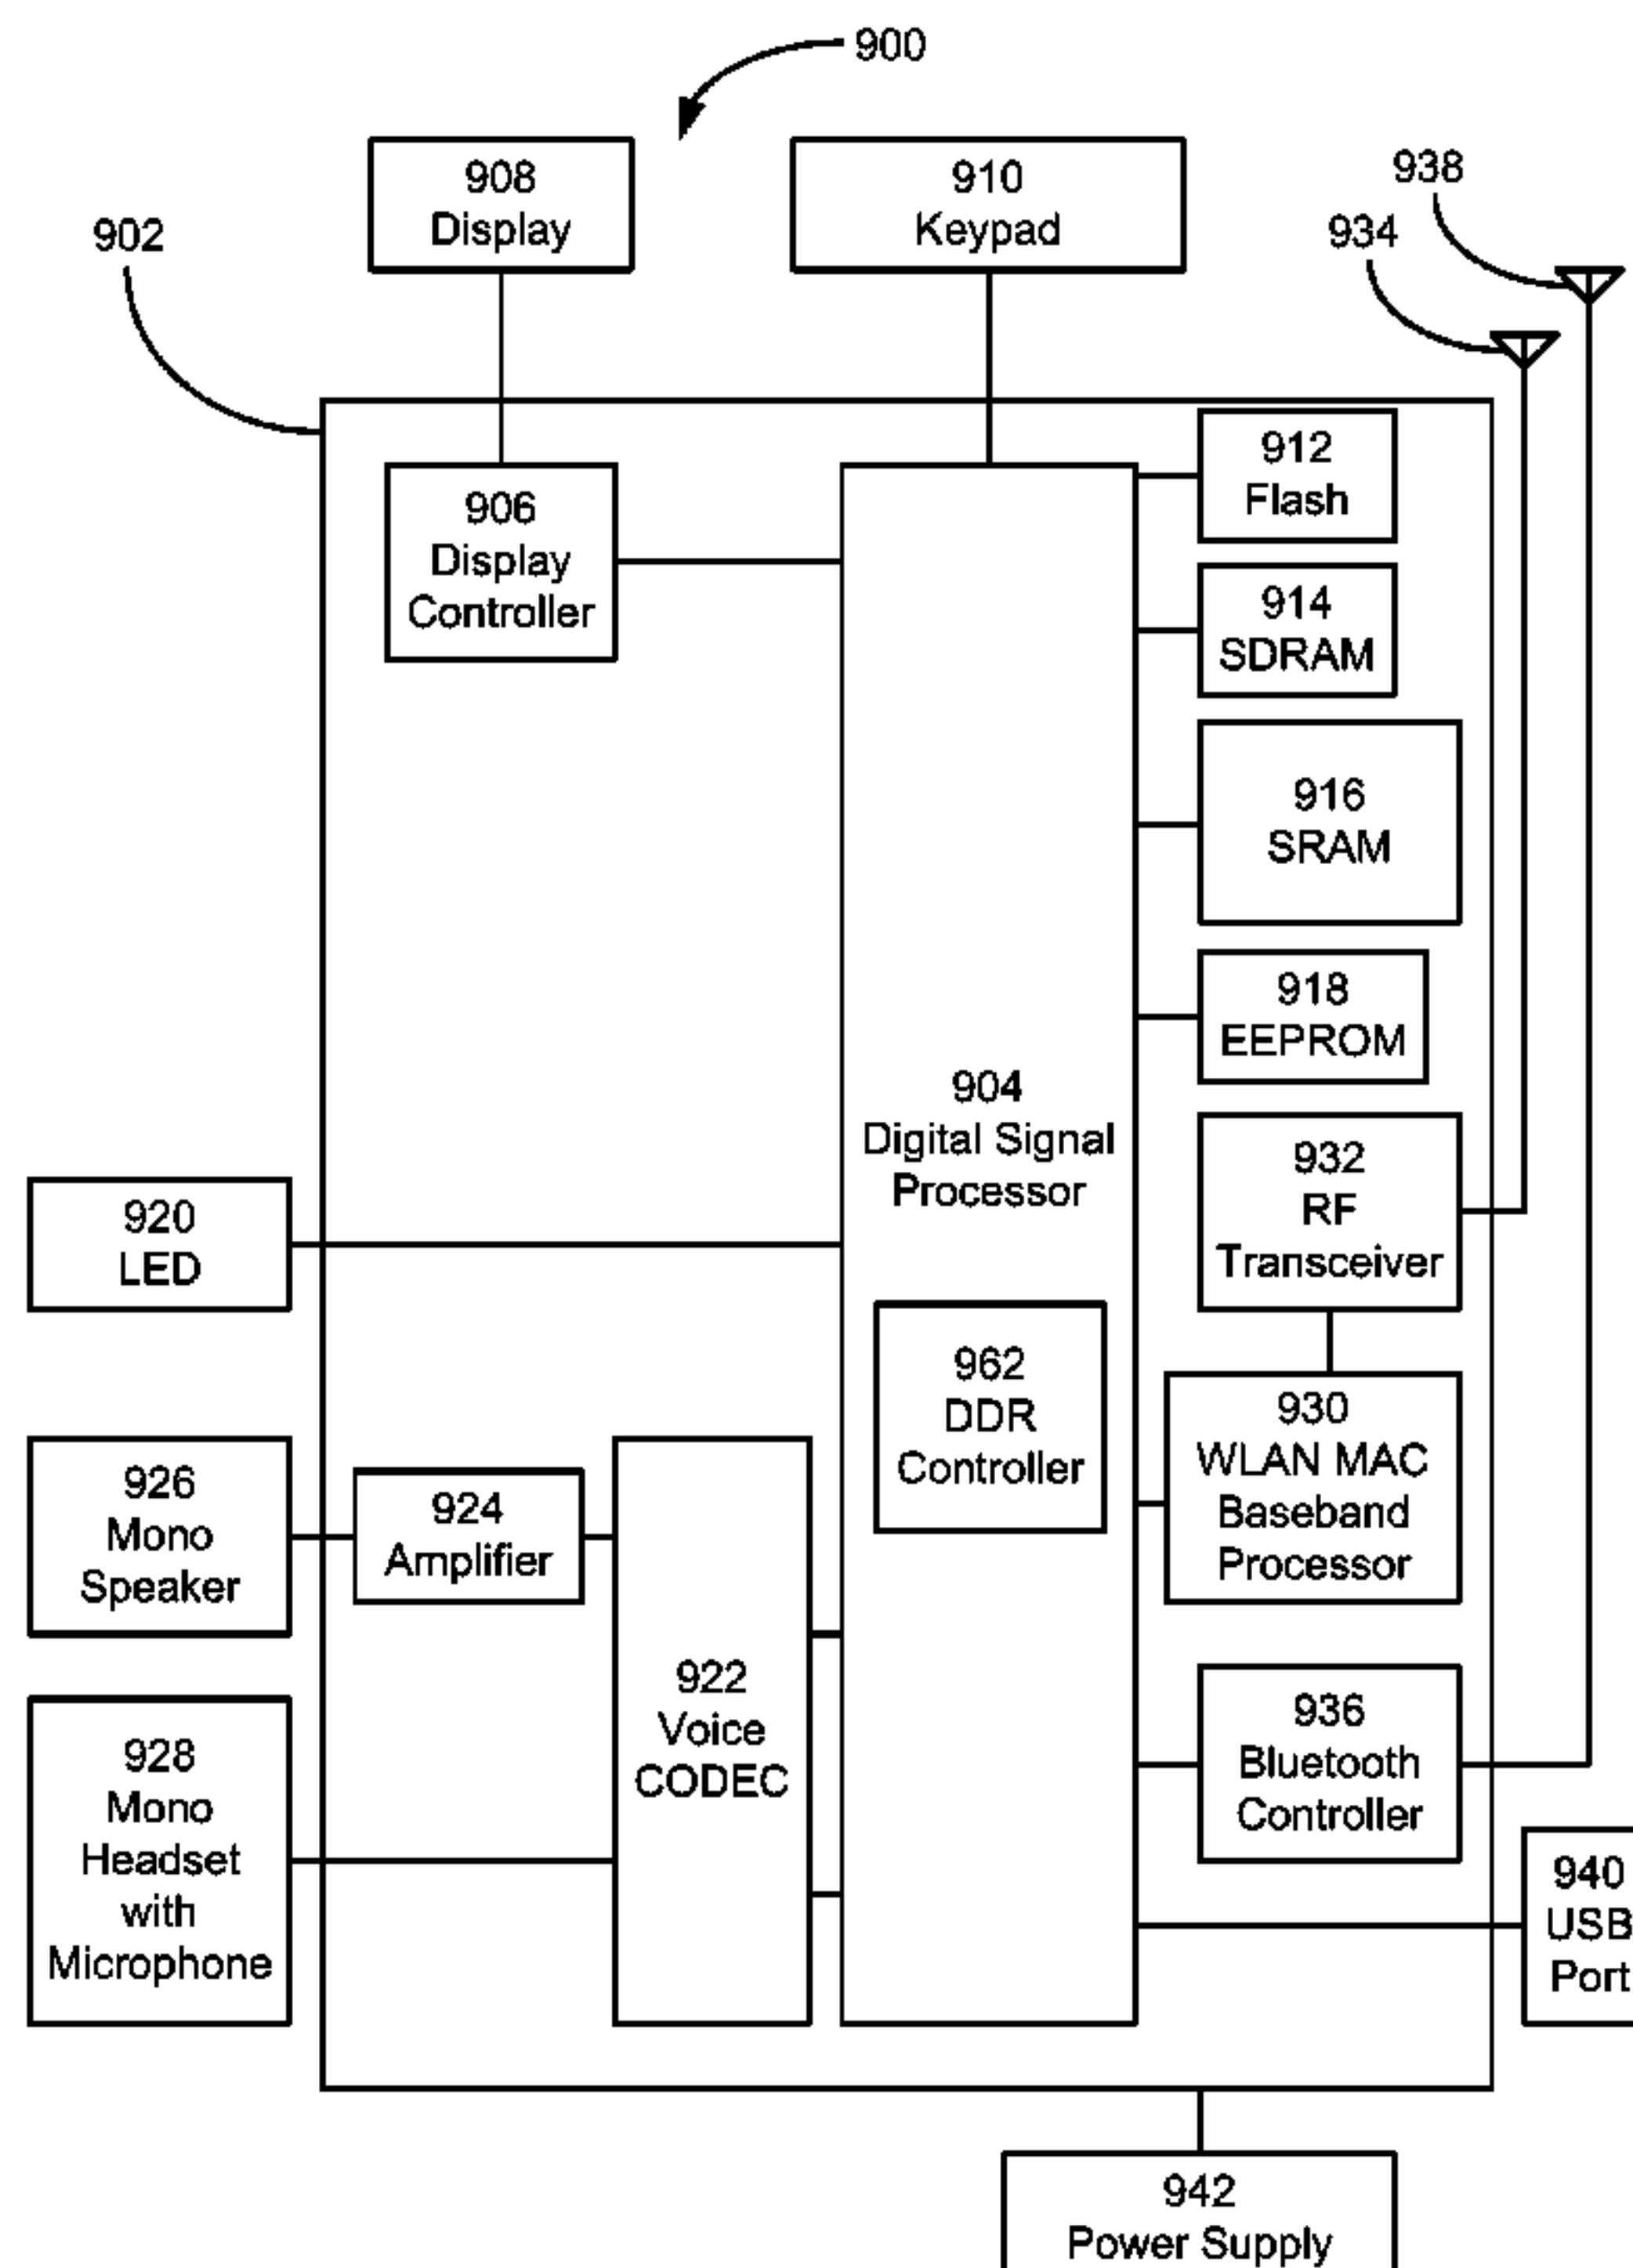 900
908
Display
910
Keypad
938
934
902
912
Flash
906
Display
Controller
914
SDRAM
916
SRAM
918
EEPROM
904
Digital Signal
Processor
932
RF
Transceiver
920
LED
962
DDR
Controller
930
WLAN MAC
Baseband
Processor
926
Mono
Speaker
924
Amplifier
922
Voice
CODEC
936
Bluetooth
Controller
928
Mono
Headset
with
Microphone
940
USB
Port
942
Power Supply